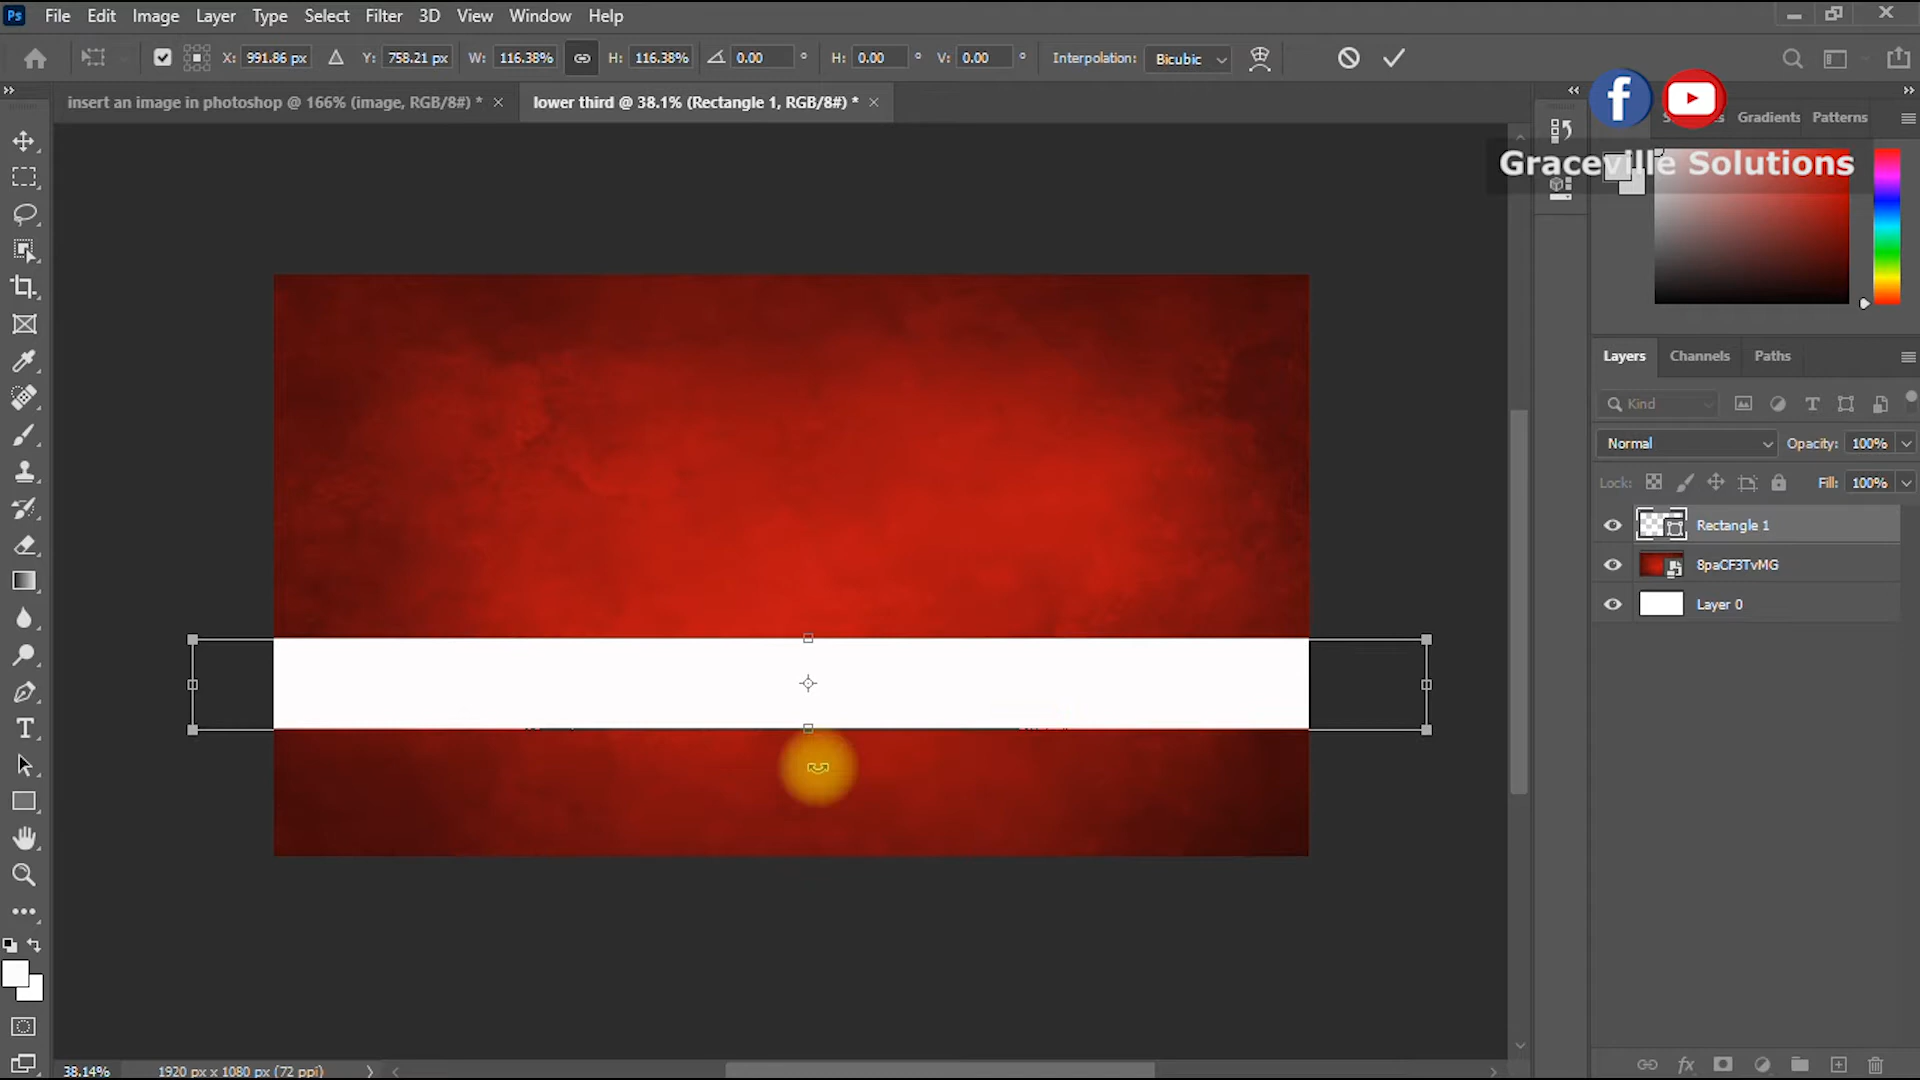 Ps File Edit Image Layer Type Select Filter 3D View Window Help
X: 991.86 px Y: 758.21 px W: 116.38% H: 116.38% 0.00 ° H: 0.00 ° V: 0.00 ° Interpolation: Bicubic
insert an image in photoshop @ 166% (image, RGB/8#) * × lower third @ 38.1% (Rectangle 1, RGB/8#) * ×
Gradients Patterns
Graceville Solutions
Layers Channels Paths
Kind
Normal Opacity: 100%
Lock: Fill: 100%
Rectangle 1
8paCF3TvMG
Layer 0
38.14% 1920 px x 1080 px (72 ppi)